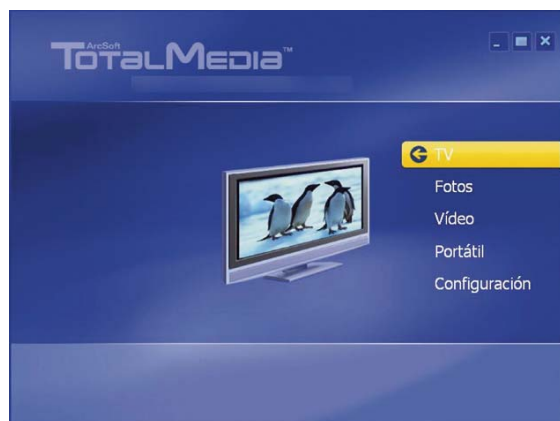 ArcSoft
TOTALMEDIA™
TV
Fotos
Vídeo
Portátil
Configuración